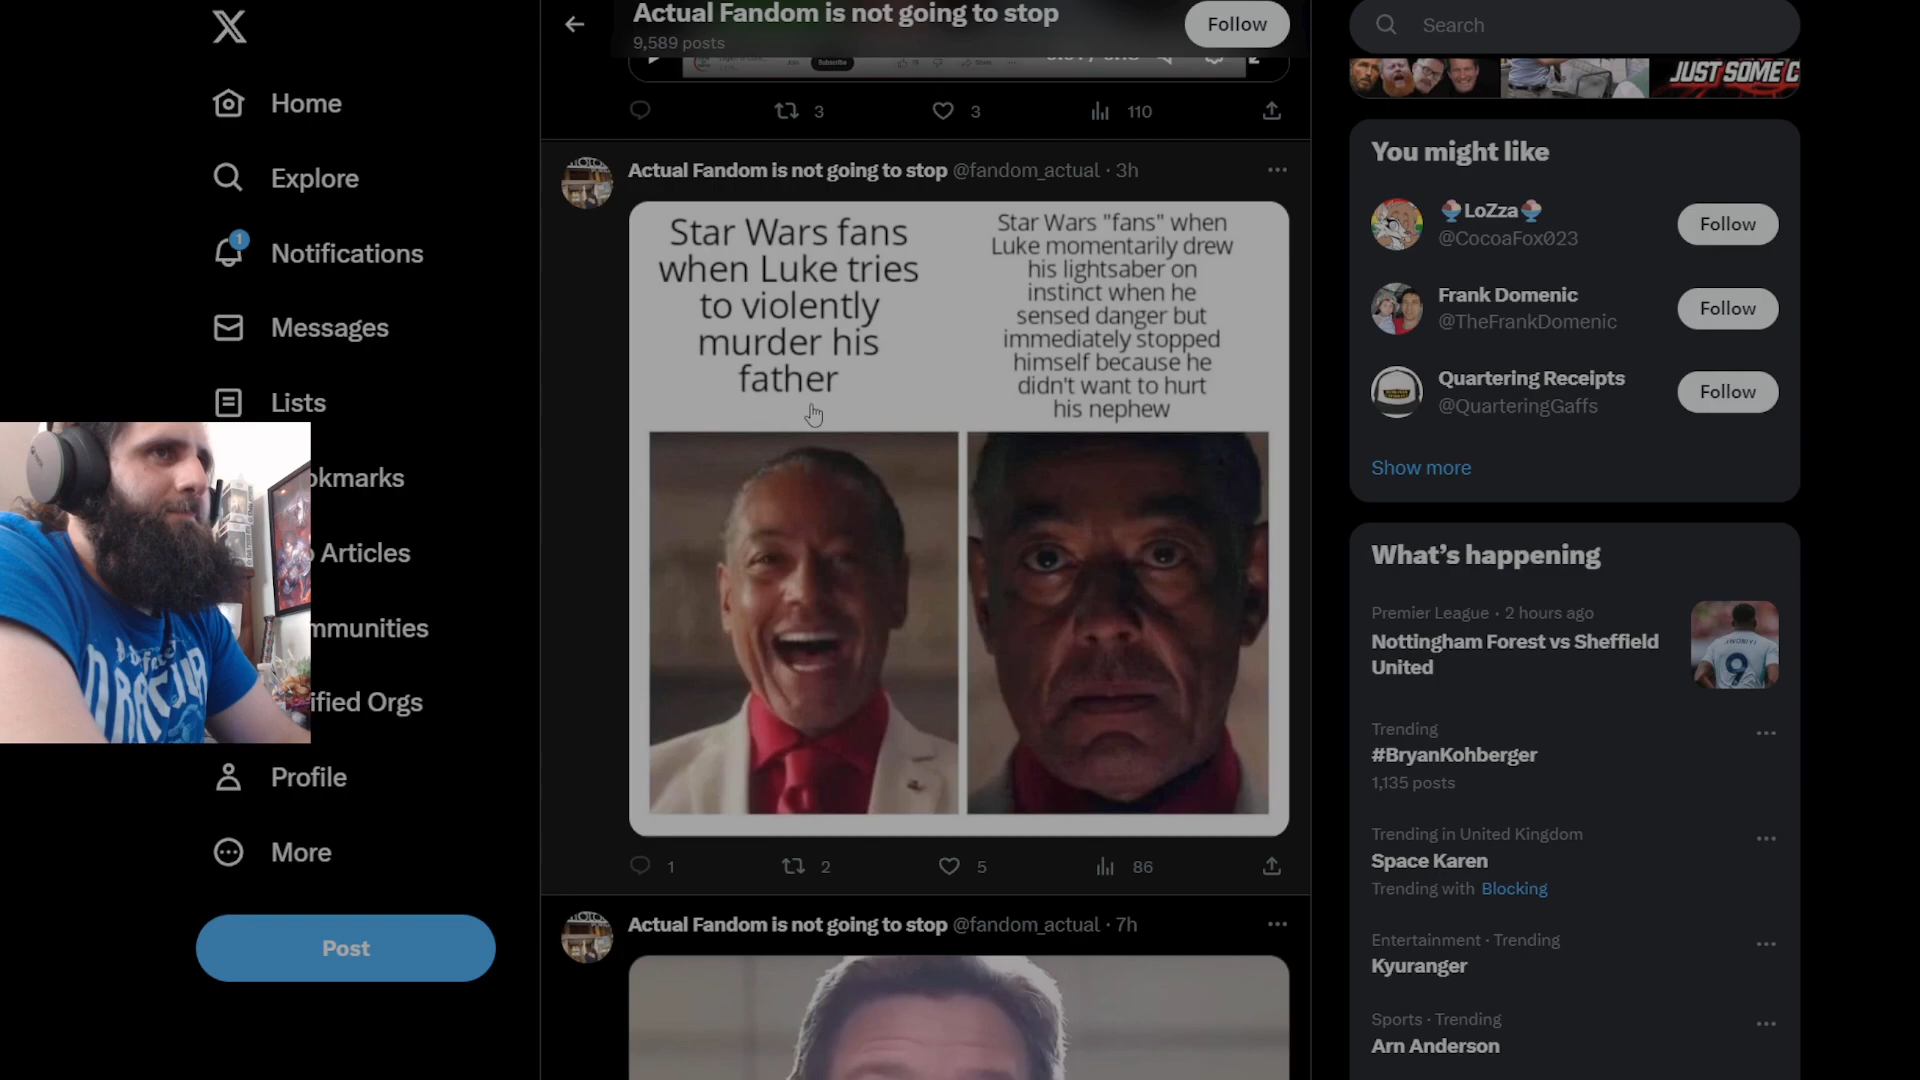 Home
Explore
1
Notifications
Messages
Lists
okmarks
Articles
mmunities
ified Orgs
Profile
More
Post
Actual Fandom is not going to stop
9,589 posts
Follow
Subscribe
3
3
110
Actual Fandom is not going to stop @fandom_actual · 3h
Star Wars fans
when Luke tries
to violently
murder his
father
Star Wars "fans" when
Luke momentarily drew
his lightsaber on
instinct when he
sensed danger but
immediately stopped
himself because he
didn't want to hurt
his nephew
1
2
5
86
Actual Fandom is not going to stop @fandom_actual · 7h
Search
JUST SOME C
You might like
LoZza
@CocoaFox023
Follow
Frank Domenic
@TheFrankDomenic
Follow
Quartering Receipts
@QuarteringGaffs
Follow
Show more
What's happening
Premier League · 2 hours ago
Nottingham Forest vs Sheffield
United
9
Trending
#BryanKohberger
1,135 posts
Trending in United Kingdom
Space Karen
Trending with Blocking
Entertainment · Trending
Kyuranger
Sports · Trending
Arn Anderson